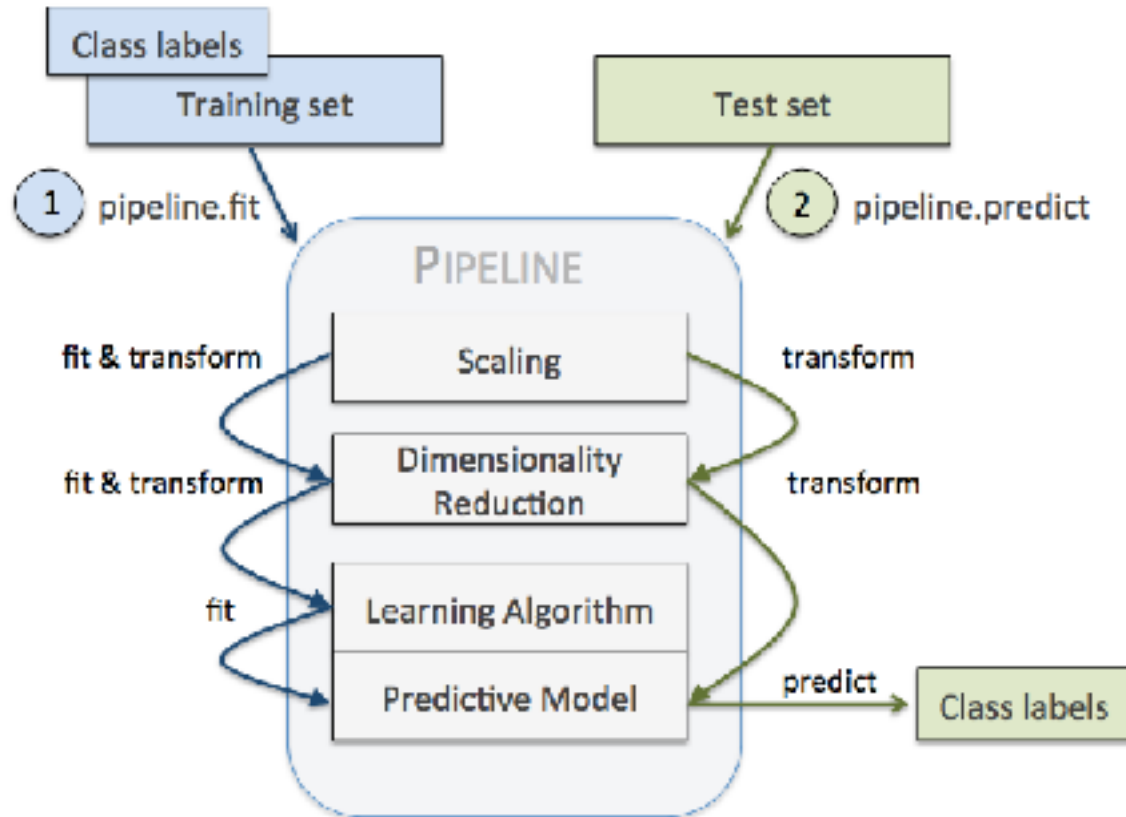 Class labels
Training set
Test set
1 pipeline.fit
2 pipeline.predict
PIPELINE
fit & transform
Scaling
transform
fit & transform
Dimensionality
Reduction
transform
fit
Learning Algorithm
Predictive Model
predict
Class labels